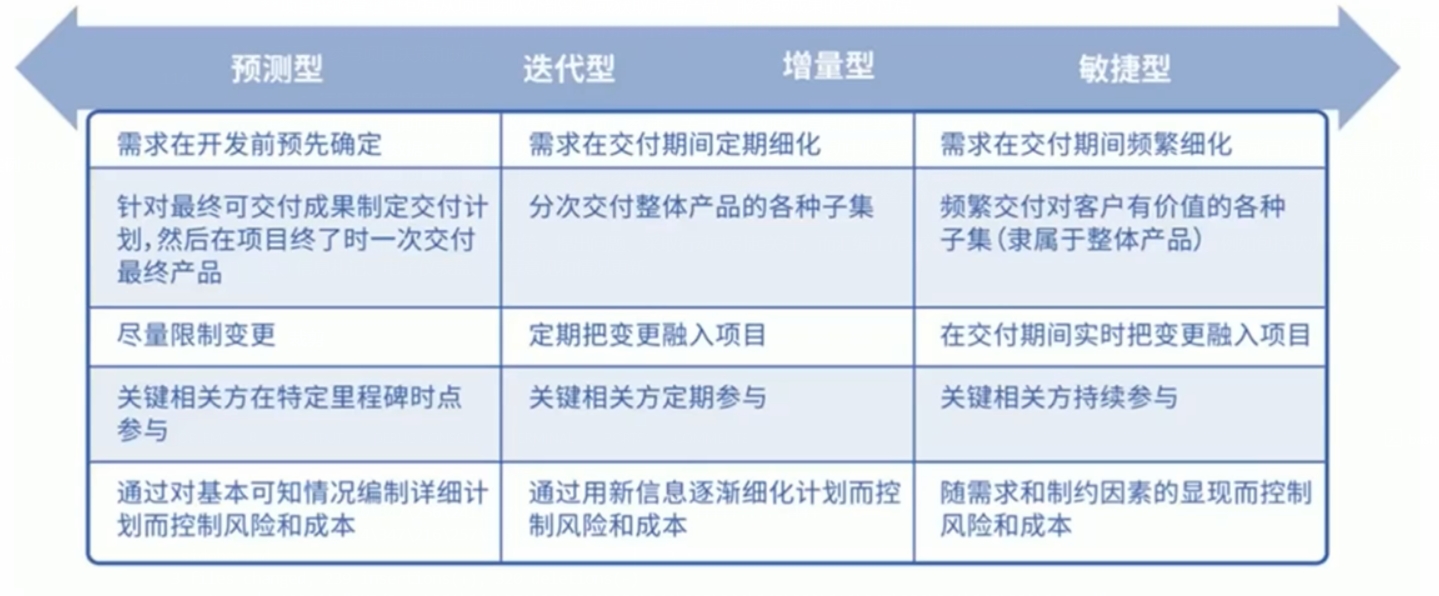 预测型 迭代型 增量型 敏捷型
需求在开发前预先确定
需求在交付期间定期细化
需求在交付期间频繁细化
针对最终可交付成果制定交付计
划,然后在项目终了时一次交付
最终产品
分次交付整体产品的各种子集
频繁交付对客户有价值的各种
子集(隶属于整体产品)
尽量限制变更
定期把变更融入项目
在交付期间实时把变更融入项目
关键相关方在特定里程碑时点
参与
关键相关方定期参与
关键相关方持续参与
通过对基本可知情况编制详细计
划而控制风险和成本
通过用新信息逐渐细化计划而控
制风险和成本
随需求和制约因素的显现而控制
风险和成本